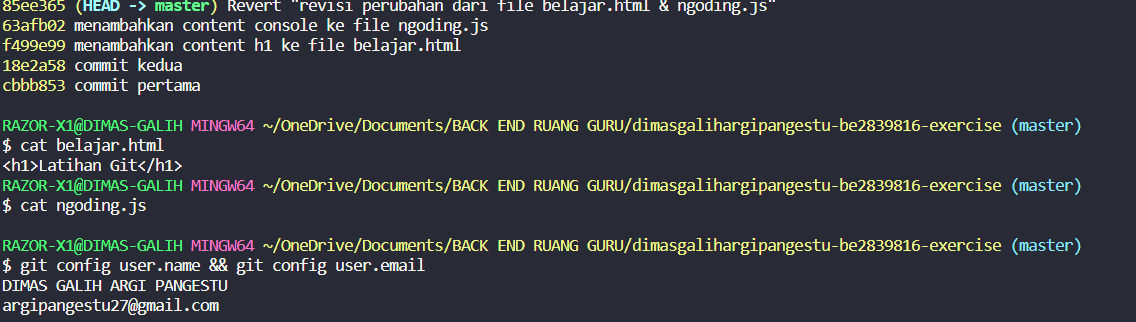 85ee365 (HEAD -> master) Revert "revisi perubahan dari file belajar.html & ngoding.js"
63afb02 menambahkan content console ke file ngoding.js
f499e99 menambahkan content h1 ke file belajar.html
18e2a58 commit kedua
cbbb853 commit pertama
RAZOR-X1@DIMAS-GALIH MINGW64 ~/OneDrive/Documents/BACK END RUANG GURU/dimasgalihargipangestu-be2839816-exercise (master)
$ cat belajar.html
<h1>Latihan Git</h1>
RAZOR-X1@DIMAS-GALIH MINGW64 ~/OneDrive/Documents/BACK END RUANG GURU/dimasgalihargipangestu-be2839816-exercise (master)
$ cat ngoding.js
RAZOR-X1@DIMAS-GALIH MINGW64 ~/OneDrive/Documents/BACK END RUANG GURU/dimasgalihargipangestu-be2839816-exercise (master)
$ git config user.name && git config user.email
DIMAS GALIH ARGI PANGESTU
argipangestu27@gmail.com